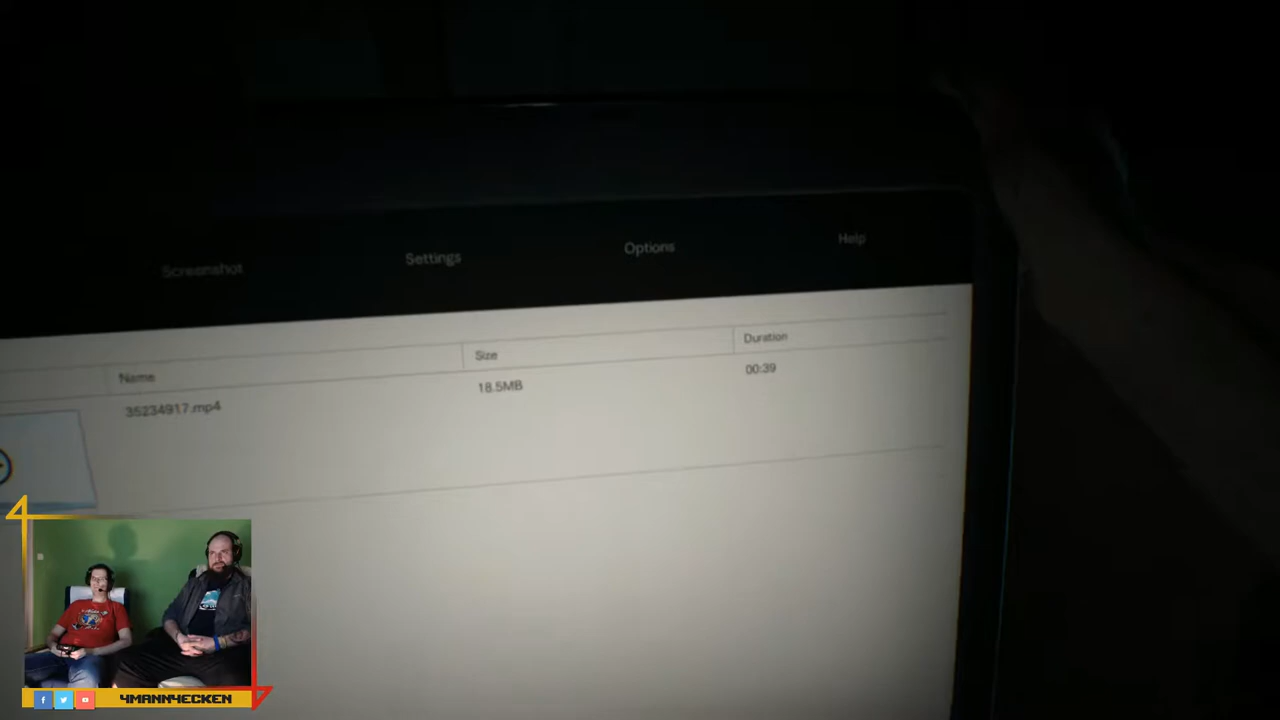 Screenshot Settings Options Help
Name Size Duration
35234917.mp4 18.5MB 00:39
4MANN4ECKEN